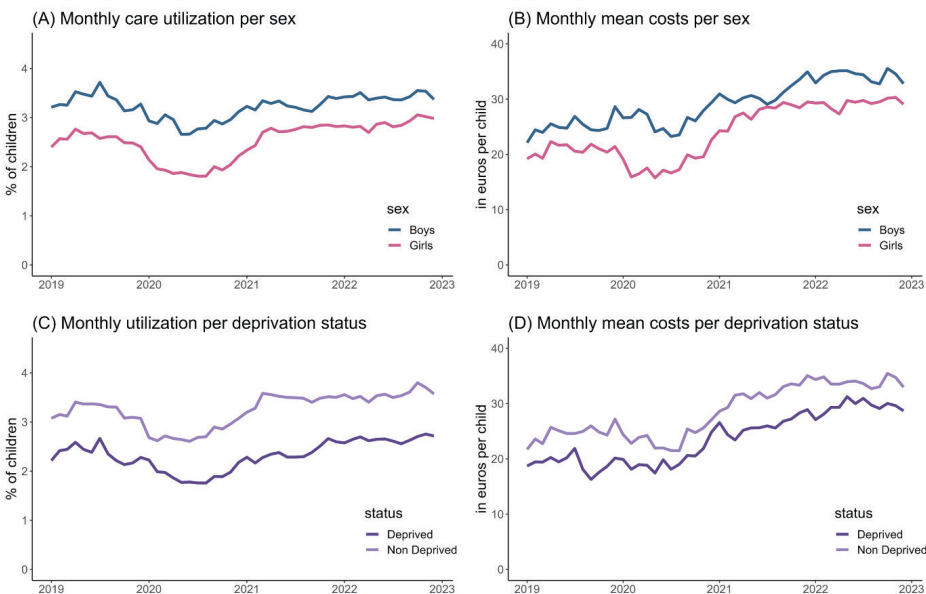 (A) Monthly care utilization per sex
% of children
4
3
2
1
0
2019 2020 2021 2022 2023
sex
Boys
Girls
(B) Monthly mean costs per sex
in euros per child
40
30
20
10
0
2019 2020 2021 2022 2023
sex
Boys
Girls
(C) Monthly utilization per deprivation status
% of children
4
3
2
1
0
2019 2020 2021 2022 2023
status
Deprived
Non Deprived
(D) Monthly mean costs per deprivation status
in euros per child
40
30
20
10
0
2019 2020 2021 2022 2023
status
Deprived
Non Deprived